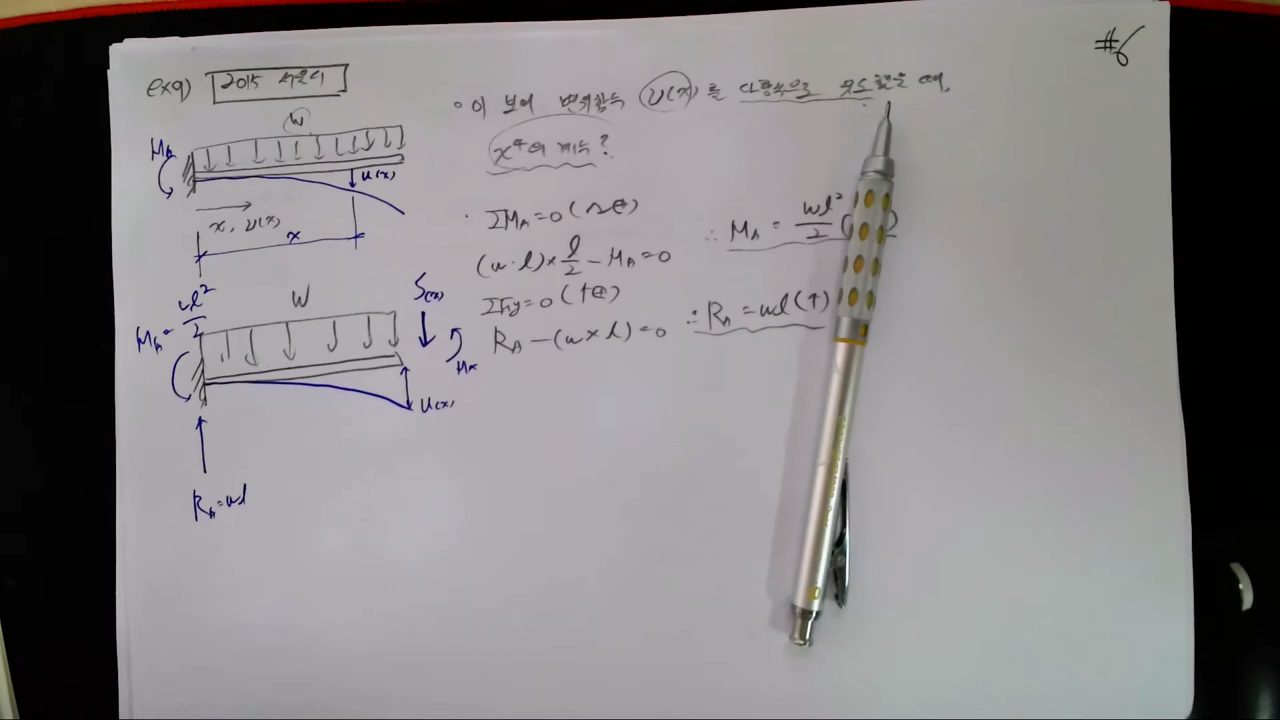 #6
ex9) 2015 서울시
• 이 보의 변위함수 υ(x)를 다항식으로 유도했을 때,
x⁴의 계수?
w
M_A
υ(x)
x, υ(x)
x
• ΣM_A=0 (↷⊕)
(w·l)×l/2 − M_A=0
∴ M_A = wl²/2
ΣFy=0 (↑⊕)
R_A −(w×l)=0
∴ R_A = wl(↑)
M_A = wl²/2
w
S(x)
Mx
υ(x)
R_A=wl